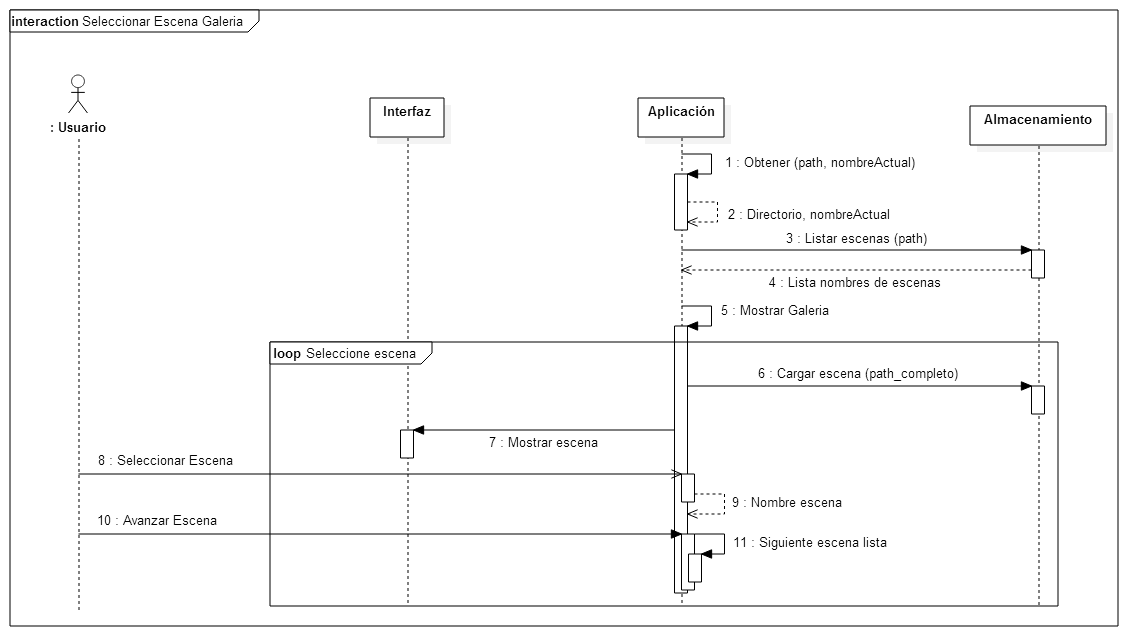 interaction Seleccionar Escena Galeria
: Usuario
Interfaz
Aplicación
Almacenamiento
1 : Obtener (path, nombreActual)
2 : Directorio, nombreActual
3 : Listar escenas (path)
4 : Lista nombres de escenas
5 : Mostrar Galeria
loop Seleccione escena
6 : Cargar escena (path_completo)
7 : Mostrar escena
8 : Seleccionar Escena
9 : Nombre escena
10 : Avanzar Escena
11 : Siguiente escena lista